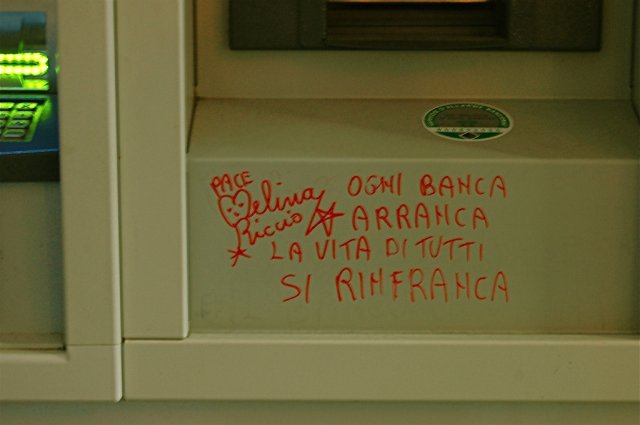 PACE
Melina
Riccio
OGNI BANCA
ARRANCA
LA VITA DI TUTTI
SI RINFRANCA